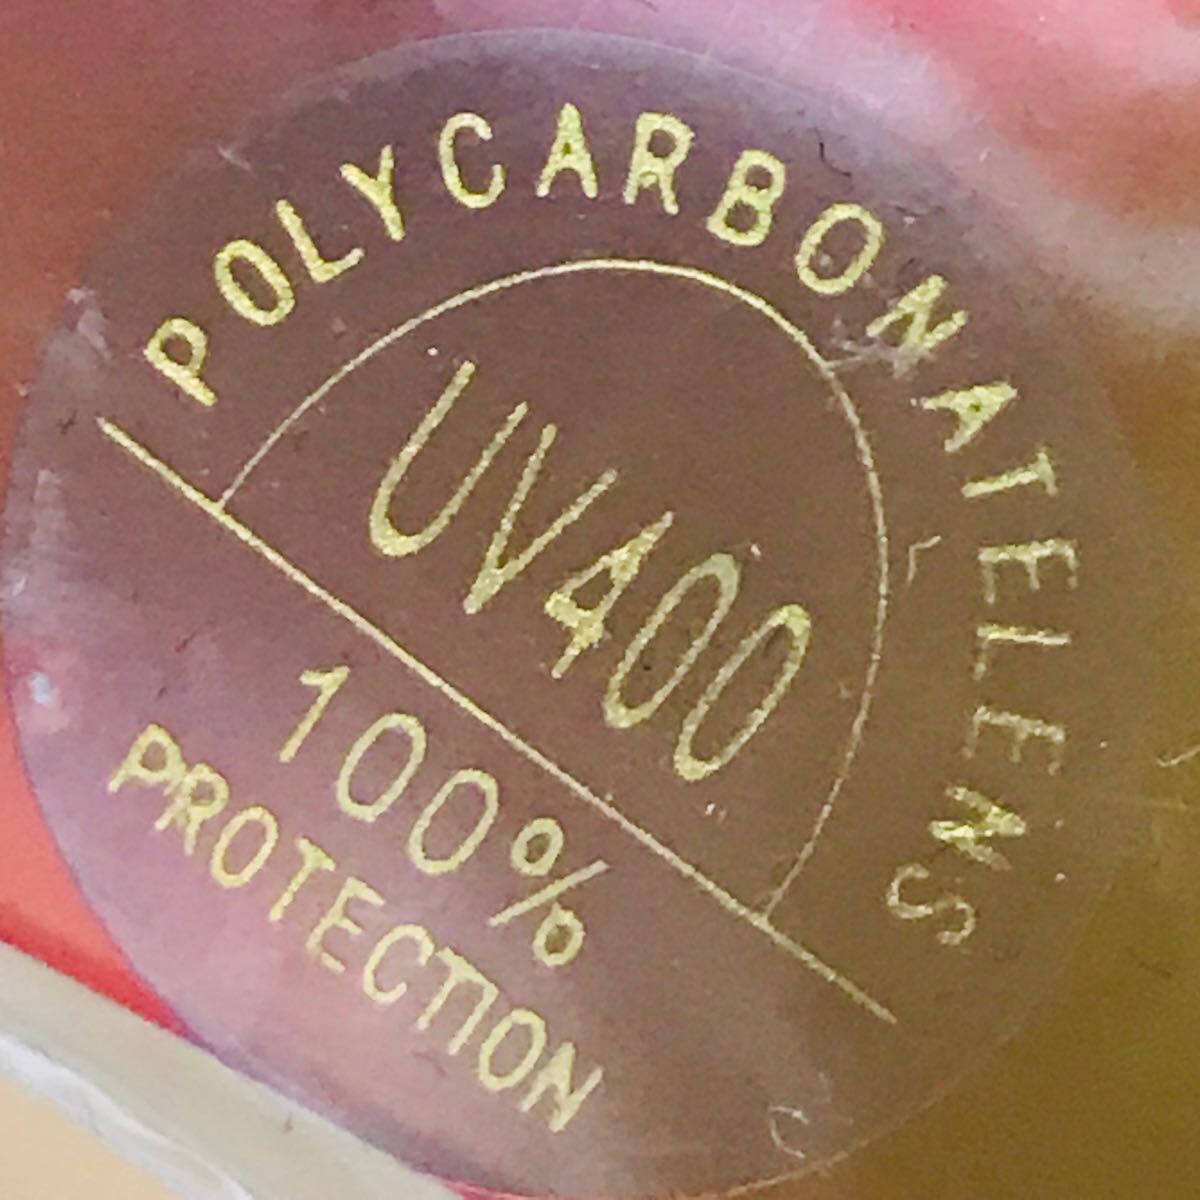 POLYCARBONATE LENS
UV400
100%
PROTECTION